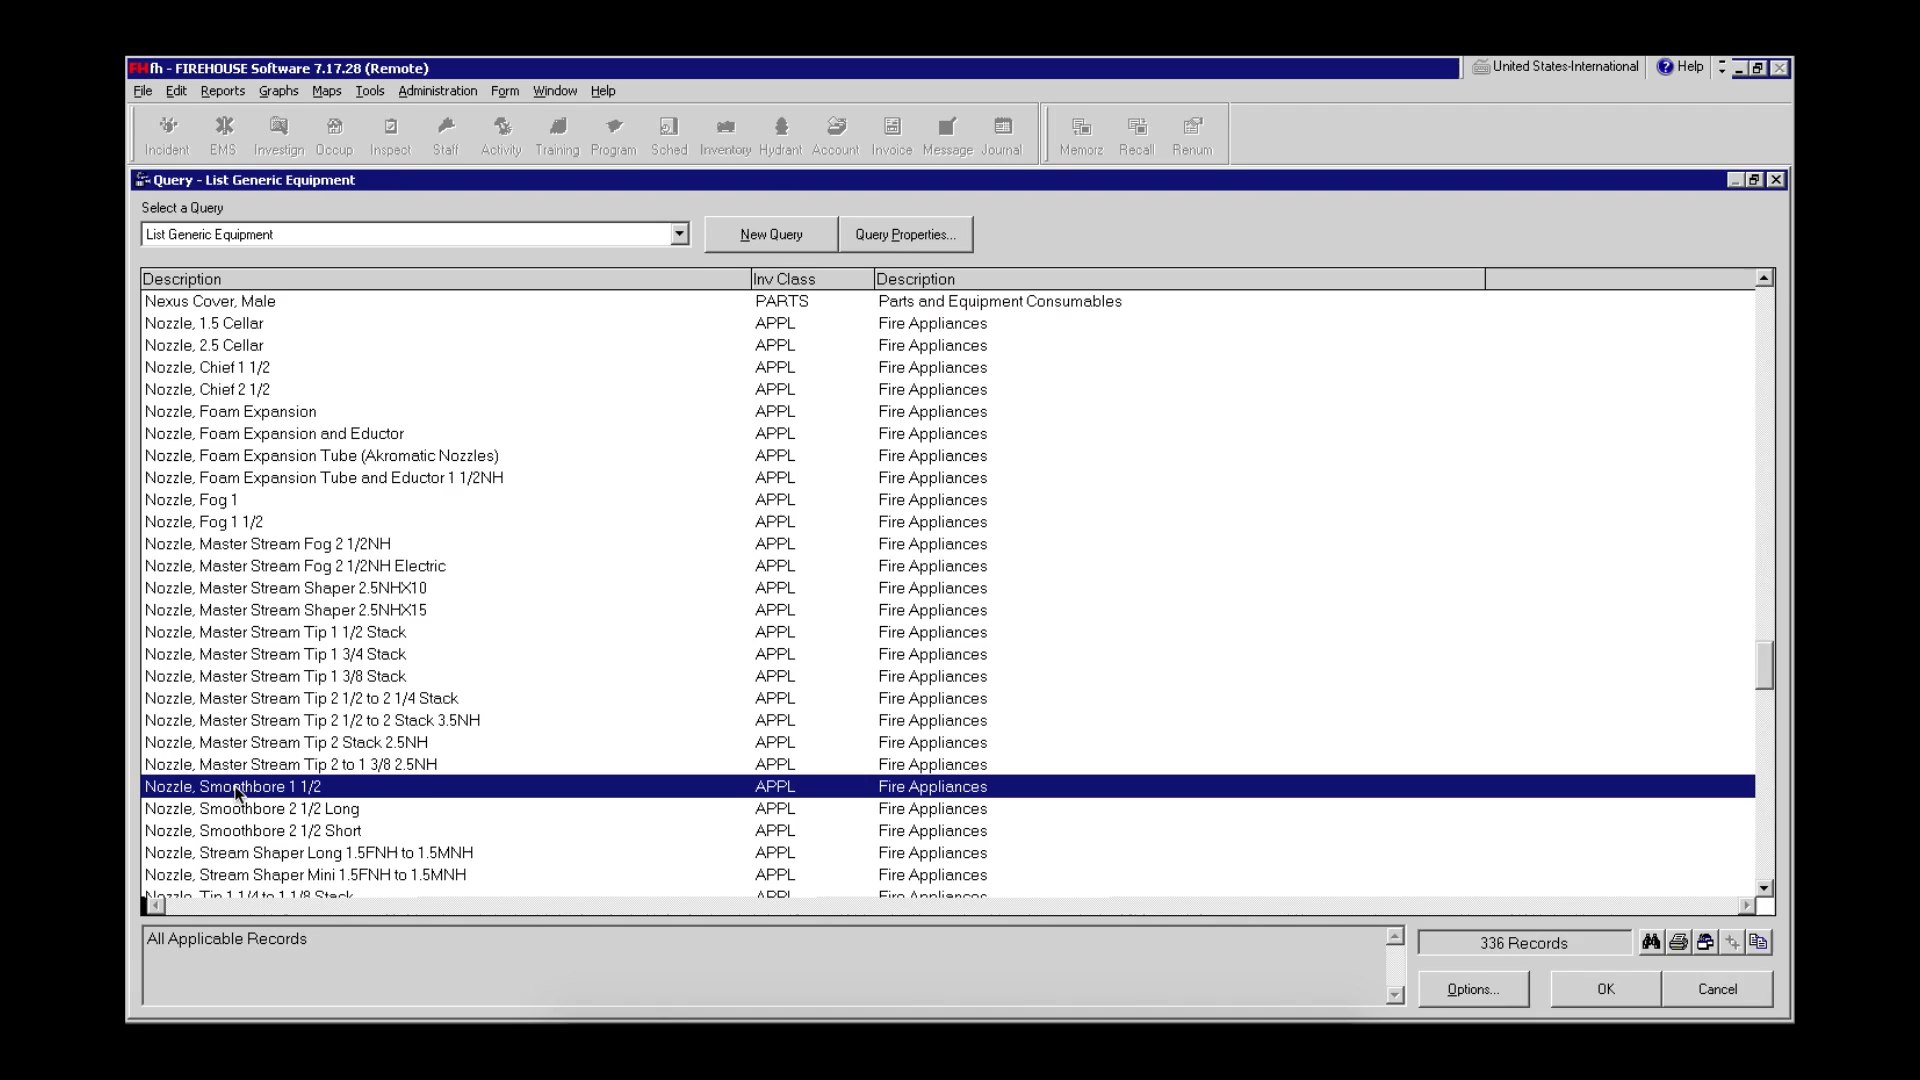 fh - FIREHOUSE Software 7.17.28 (Remote)
United States-International
Help
File Edit Reports Graphs Maps Tools Administration Form Window Help
Incident EMS Investign Occup Inspect Staff Activity Training Program Sched Inventory Hydrant Account Invoice Message Journal Memorz Recall Renum
Query - List Generic Equipment
Select a Query
List Generic Equipment New Query Query Properties...
Description Inv Class Description
Nexus Cover, Male PARTS Parts and Equipment Consumables
Nozzle, 1.5 Cellar APPL Fire Appliances
Nozzle, 2.5 Cellar APPL Fire Appliances
Nozzle, Chief 1 1/2 APPL Fire Appliances
Nozzle, Chief 2 1/2 APPL Fire Appliances
Nozzle, Foam Expansion APPL Fire Appliances
Nozzle, Foam Expansion and Eductor APPL Fire Appliances
Nozzle, Foam Expansion Tube (Akromatic Nozzles) APPL Fire Appliances
Nozzle, Foam Expansion Tube and Eductor 1 1/2NH APPL Fire Appliances
Nozzle, Fog 1 APPL Fire Appliances
Nozzle, Fog 1 1/2 APPL Fire Appliances
Nozzle, Master Stream Fog 2 1/2NH APPL Fire Appliances
Nozzle, Master Stream Fog 2 1/2NH Electric APPL Fire Appliances
Nozzle, Master Stream Shaper 2.5NHX10 APPL Fire Appliances
Nozzle, Master Stream Shaper 2.5NHX15 APPL Fire Appliances
Nozzle, Master Stream Tip 1 1/2 Stack APPL Fire Appliances
Nozzle, Master Stream Tip 1 3/4 Stack APPL Fire Appliances
Nozzle, Master Stream Tip 1 3/8 Stack APPL Fire Appliances
Nozzle, Master Stream Tip 2 1/2 to 2 1/4 Stack APPL Fire Appliances
Nozzle, Master Stream Tip 2 1/2 to 2 Stack 3.5NH APPL Fire Appliances
Nozzle, Master Stream Tip 2 Stack 2.5NH APPL Fire Appliances
Nozzle, Master Stream Tip 2 to 1 3/8 2.5NH APPL Fire Appliances
Nozzle, Smoothbore 1 1/2 APPL Fire Appliances
Nozzle, Smoothbore 2 1/2 Long APPL Fire Appliances
Nozzle, Smoothbore 2 1/2 Short APPL Fire Appliances
Nozzle, Stream Shaper Long 1.5FNH to 1.5MNH APPL Fire Appliances
Nozzle, Stream Shaper Mini 1.5FNH to 1.5MNH APPL Fire Appliances
Nozzle, Tip 1 1/4 to 1 1/8 Stack APPL Fire Appliances
All Applicable Records
336 Records
Options... OK Cancel